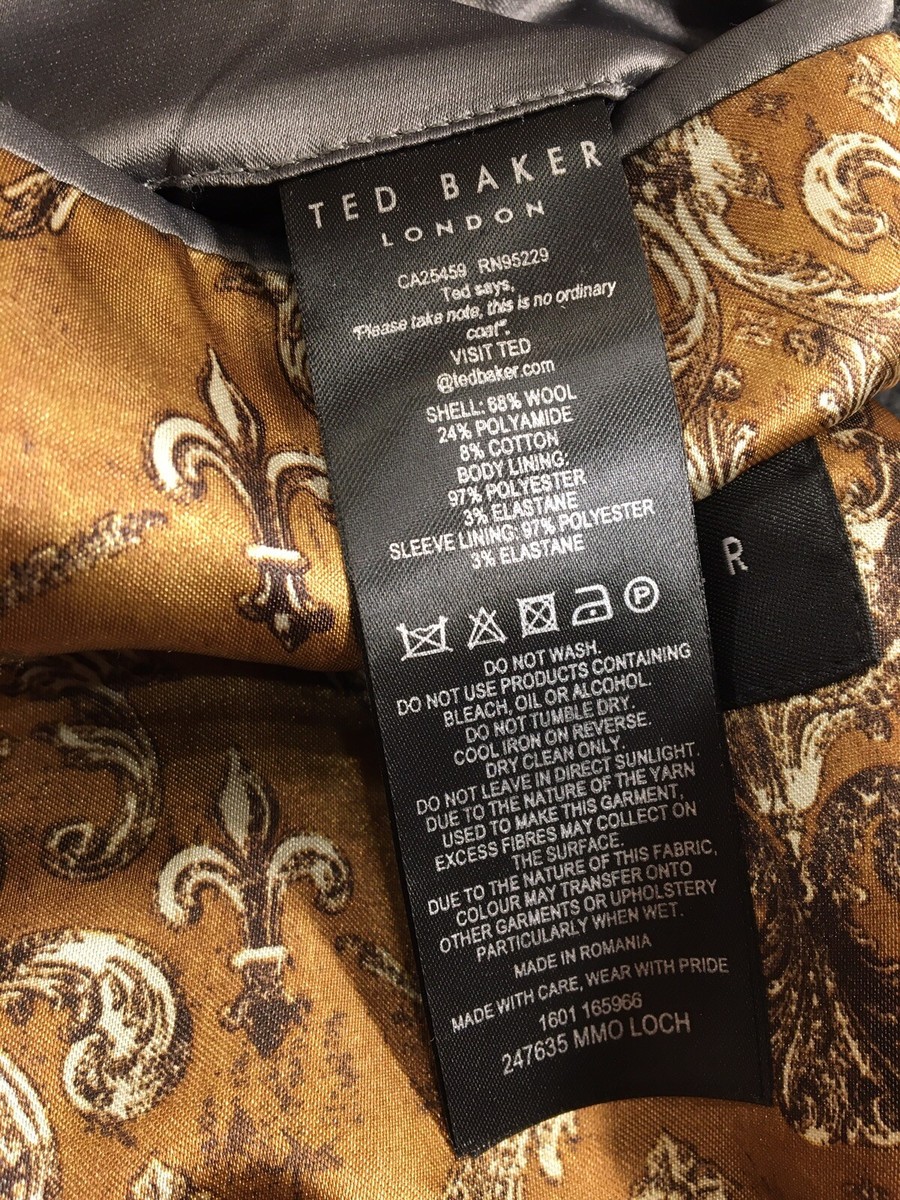 TED BAKER
LONDON
CA25459 RN95229
Ted says,
"Please take note, this is no ordinary
coat".
VISIT TED
@tedbaker.com
SHELL: 68% WOOL
24% POLYAMIDE
8% COTTON
BODY LINING:
97% POLYESTER
3% ELASTANE
SLEEVE LINING: 97% POLYESTER
3% ELASTANE
P
DO NOT WASH.
DO NOT USE PRODUCTS CONTAINING
BLEACH, OIL OR ALCOHOL.
DO NOT TUMBLE DRY.
COOL IRON ON REVERSE.
DRY CLEAN ONLY.
DO NOT LEAVE IN DIRECT SUNLIGHT.
DUE TO THE NATURE OF THE YARN
USED TO MAKE THIS GARMENT,
EXCESS FIBRES MAY COLLECT ON
THE SURFACE.
DUE TO THE NATURE OF THIS FABRIC,
COLOUR MAY TRANSFER ONTO
OTHER GARMENTS OR UPHOLSTERY
PARTICULARLY WHEN WET.
MADE IN ROMANIA
MADE WITH CARE, WEAR WITH PRIDE
1601 165966
247635 MMO LOCH
R